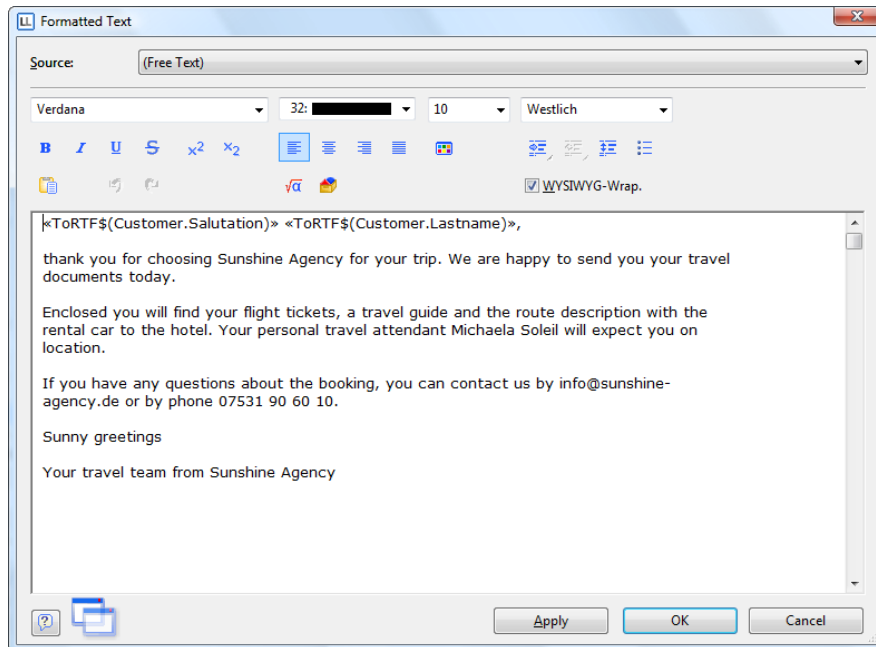 LL Formatted Text
Source: (Free Text)
Verdana 32: 10 Westlich
B I U S x2 x2
√α WYSIWYG-Wrap.
«ToRTF$(Customer.Salutation)» «ToRTF$(Customer.Lastname)»,
thank you for choosing Sunshine Agency for your trip. We are happy to send you your travel
documents today.
Enclosed you will find your flight tickets, a travel guide and the route description with the
rental car to the hotel. Your personal travel attendant Michaela Soleil will expect you on
location.
If you have any questions about the booking, you can contact us by info@sunshine-
agency.de or by phone 07531 90 60 10.
Sunny greetings
Your travel team from Sunshine Agency
? Apply OK Cancel